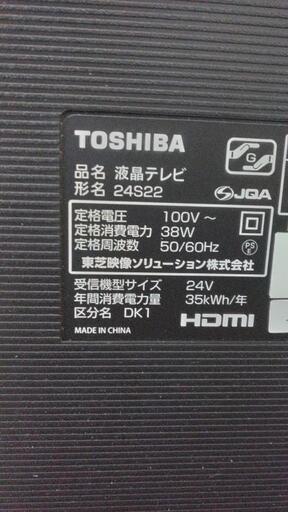 TOSHIBA
品名 液晶テレビ
形名 24S22
G
JQA
定格電圧 100V ~
定格消費電力 38W
定格周波数 50/60Hz
PS
E
東芝映像ソリューション株式会社
受信機型サイズ 24V
年間消費電力量 35kWh/年
区分名 DK1
MADE IN CHINA
HDMI